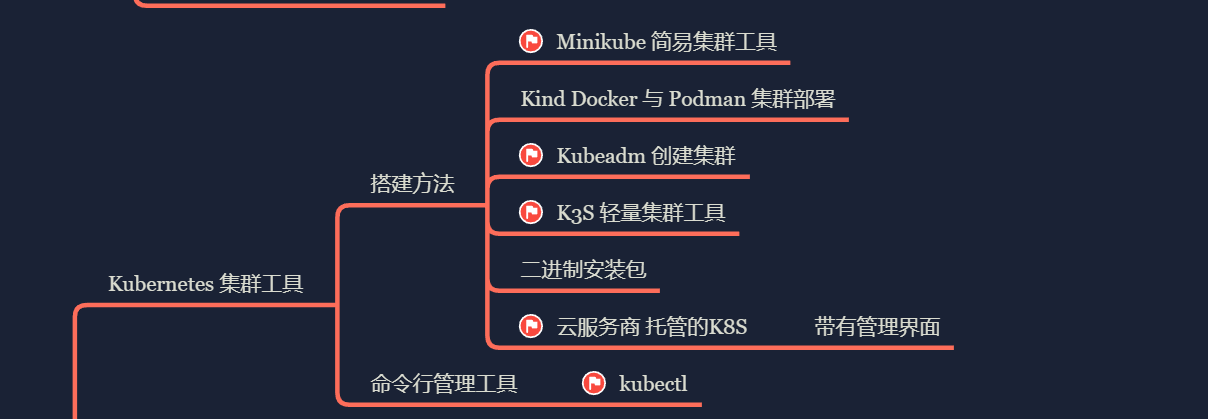 Minikube 简易集群工具
Kind Docker 与 Podman 集群部署
Kubeadm 创建集群
搭建方法
K3S 轻量集群工具
二进制安装包
Kubernetes 集群工具
云服务商 托管的K8S 带有管理界面
命令行管理工具 kubectl